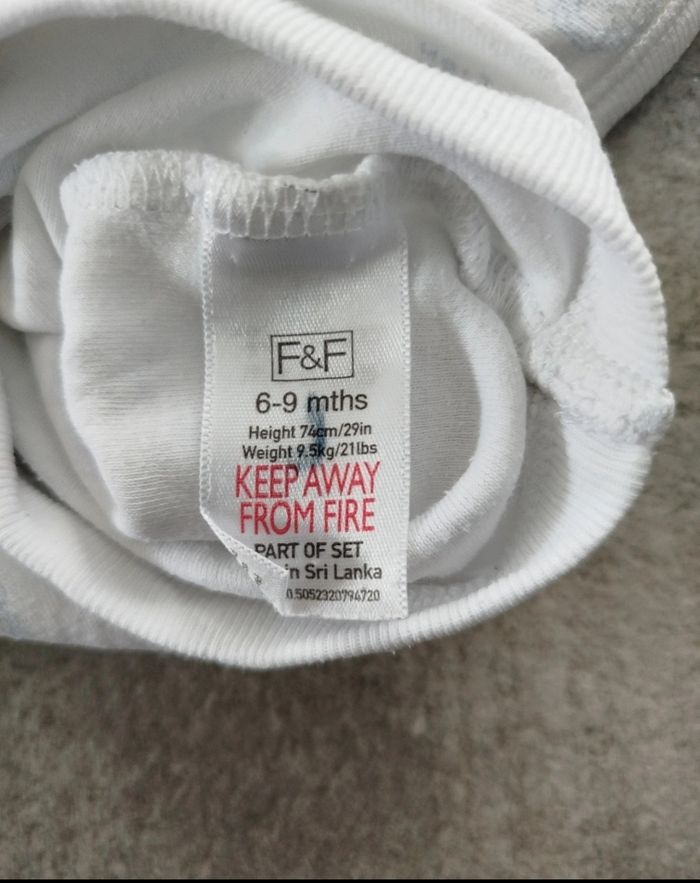 F&F
6-9 mths
Height 74cm/29in
Weight 9.5kg/21lbs
KEEP AWAY
FROM FIRE
PART OF SET
in Sri Lanka
0.5052320794720